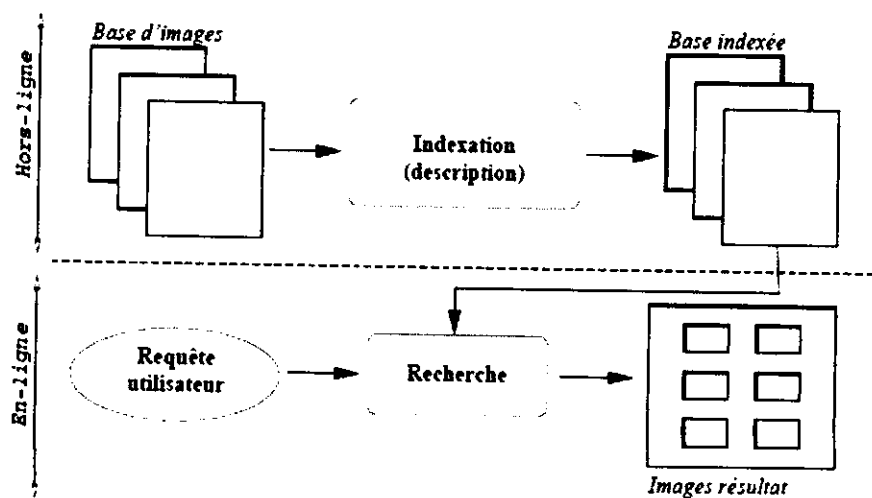 Base d'images
Base indexée
Hors-ligne
Indexation
(description)
En-ligne
Requête
utilisateur
Recherche
Images résultat